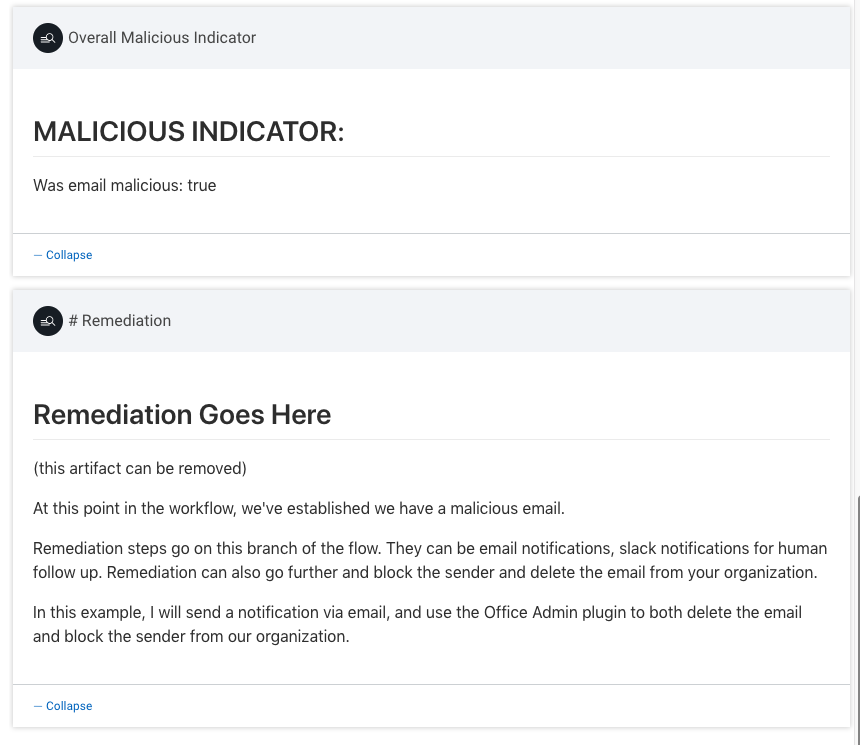 Overall Malicious Indicator
MALICIOUS INDICATOR:
Was email malicious: true
— Collapse
# Remediation
Remediation Goes Here
(this artifact can be removed)
At this point in the workflow, we've established we have a malicious email.
Remediation steps go on this branch of the flow. They can be email notifications, slack notifications for human
follow up. Remediation can also go further and block the sender and delete the email from your organization.
In this example, I will send a notification via email, and use the Office Admin plugin to both delete the email
and block the sender from our organization.
— Collapse